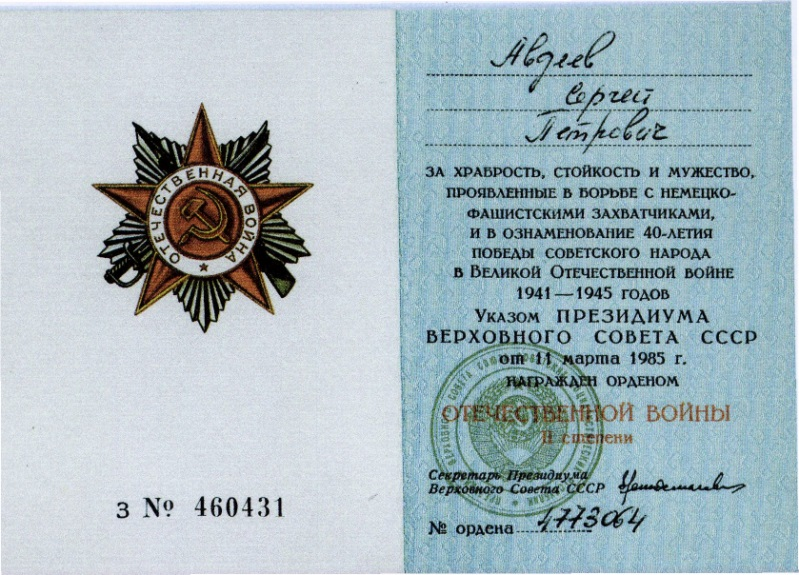 ОТЕЧЕСТВЕННАЯ ВОЙНА
З № 460431
Авдеев
Сергей
Петрович
ЗА ХРАБРОСТЬ, СТОЙКОСТЬ И МУЖЕСТВО,
ПРОЯВЛЕННЫЕ В БОРЬБЕ С НЕМЕЦКО-
ФАШИСТСКИМИ ЗАХВАТЧИКАМИ,
И В ОЗНАМЕНОВАНИЕ 40-ЛЕТИЯ
ПОБЕДЫ СОВЕТСКОГО НАРОДА
В ВЕЛИКОЙ ОТЕЧЕСТВЕННОЙ ВОЙНЕ
1941—1945 ГОДОВ
УКАЗОМ ПРЕЗИДИУМА
ВЕРХОВНОГО СОВЕТА СССР
от 11 марта 1985 г.
НАГРАЖДЕН ОРДЕНОМ
ОТЕЧЕСТВЕННОЙ ВОЙНЫ
II степени
Секретарь Президиума
Верховного Совета СССР
№ ордена 4773064